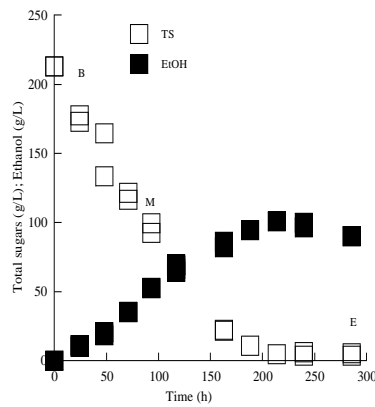 250
TS
EtOH
B
200
150
M
100
50
E
0
0 50 100 150 200 250 300
Time (h)
Total sugars (g/L); Ethanol (g/L)